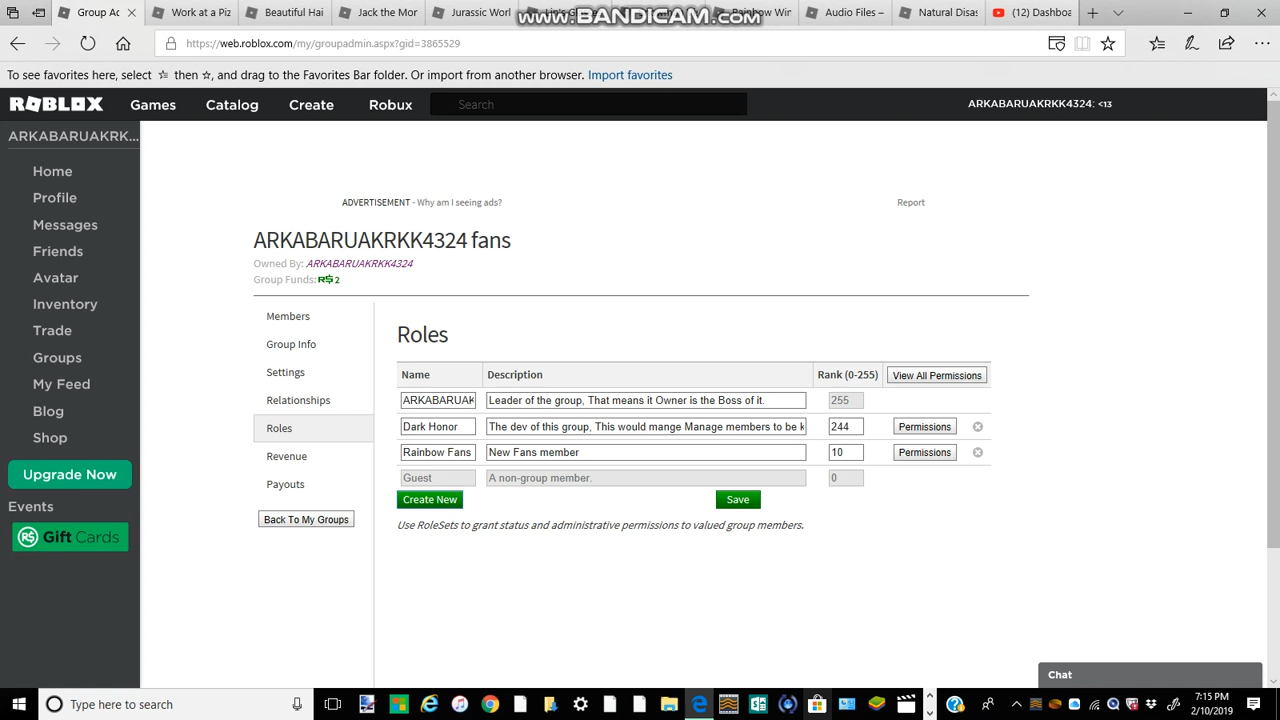 Group Ad
Work at a Piz
Beautiful Hai
Jack the Mor
Jurassic Worl
www.BANDICAM.com
Rainbow Win
Audio Files –
Natural Disas
(12) Dashboa
https://web.roblox.com/my/groupadmin.aspx?gid=3865529
To see favorites here, select ☆ then ☆, and drag to the Favorites Bar folder. Or import from another browser. Import favorites
ROBLOX Games Catalog Create Robux Search ARKABARUAKRKK4324: <13
ARKABARUAKRK...
Home
Profile
Messages
Friends
Avatar
Inventory
Trade
Groups
My Feed
Blog
Shop
Upgrade Now
Events
R$ Gift Cards
ADVERTISEMENT - Why am I seeing ads? Report
ARKABARUAKRKK4324 fans
Owned By: ARKABARUAKRKK4324
Group Funds: R$ 2
Members
Group Info
Settings
Relationships
Roles
Revenue
Payouts
Back To My Groups
Roles
Name Description Rank (0-255) View All Permissions
ARKABARUAK Leader of the group, That means it Owner is the Boss of it. 255
Dark Honor The dev of this group, This would mange Manage members to be k 244 Permissions
Rainbow Fans New Fans member 10 Permissions
Guest A non-group member. 0
Create New Save
Use RoleSets to grant status and administrative permissions to valued group members.
Chat
Type here to search
7:15 PM
2/10/2019